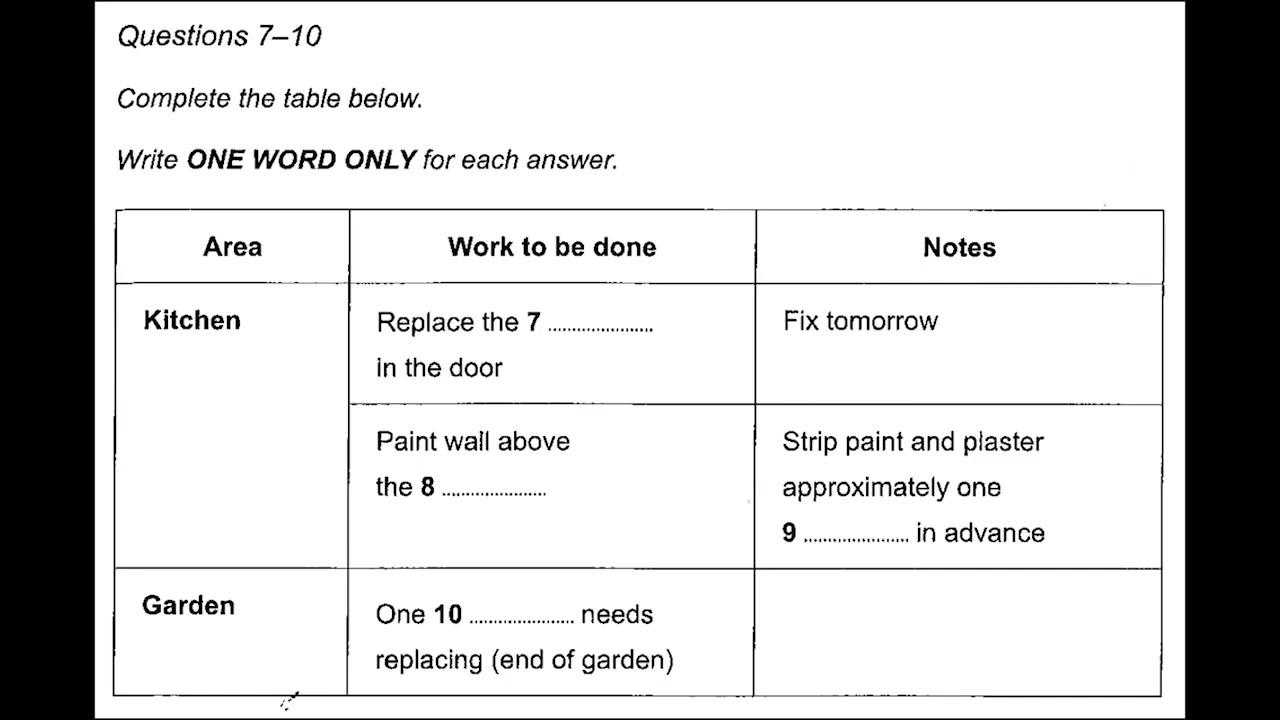 Questions 7–10
Complete the table below.
Write ONE WORD ONLY for each answer.
Area
Work to be done
Notes
Kitchen
Replace the 7 ......................
in the door
Fix tomorrow
Paint wall above
the 8 ......................
Strip paint and plaster
approximately one
9 ...................... in advance
Garden
One 10 ...................... needs
replacing (end of garden)